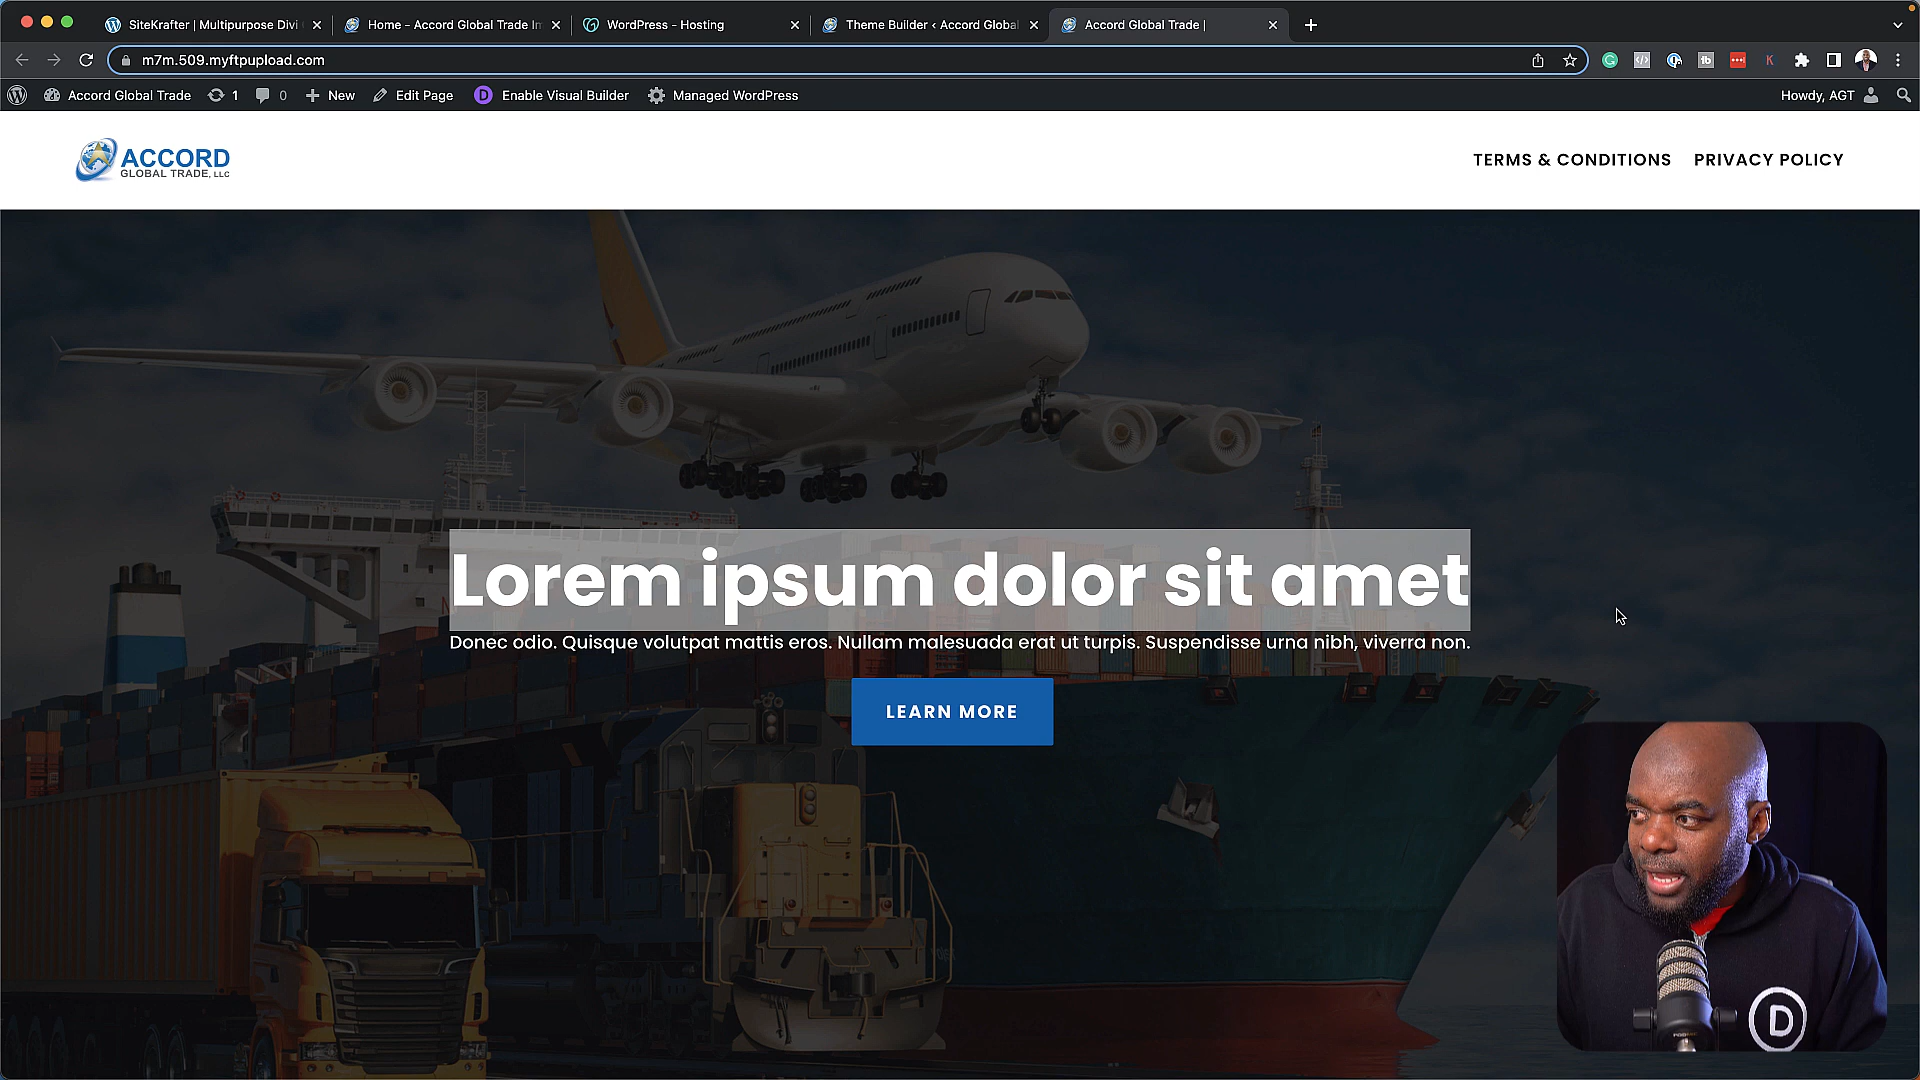 SiteKrafter | Multipurpose Divi
Home – Accord Global Trade Im
WordPress - Hosting
Theme Builder ‹ Accord Global
Accord Global Trade |
m7m.509.myftpupload.com
Accord Global Trade
1
0
New
Edit Page
Enable Visual Builder
Managed WordPress
Howdy, AGT
ACCORD
GLOBAL TRADE, LLC
TERMS & CONDITIONS
PRIVACY POLICY
Lorem ipsum dolor sit amet
Donec odio. Quisque volutpat mattis eros. Nullam malesuada erat ut turpis. Suspendisse urna nibh, viverra non.
LEARN MORE
D